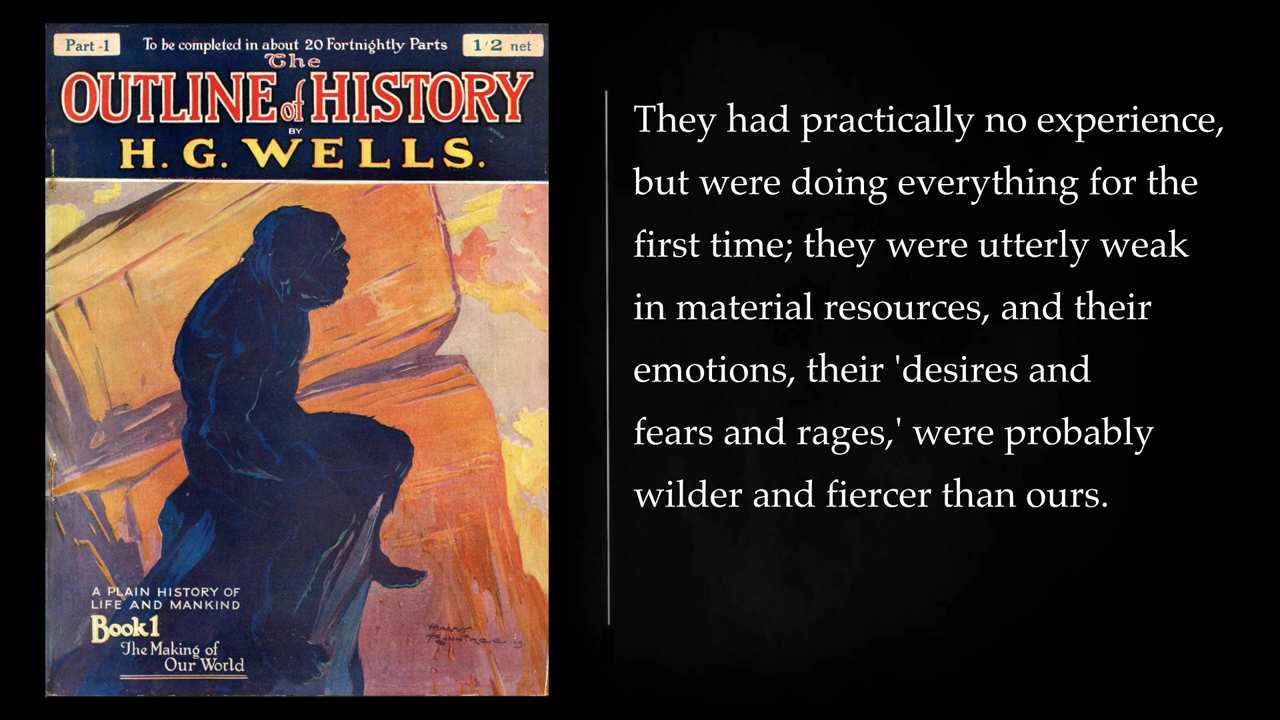 Part -1
To be completed in about 20 Fortnightly Parts
1/2 net
The
OUTLINE of HISTORY
BY
H. G. WELLS.
A PLAIN HISTORY OF
LIFE AND MANKIND
Book 1
The Making of
Our World
They had practically no experience,
but were doing everything for the
first time; they were utterly weak
in material resources, and their
emotions, their 'desires and
fears and rages,' were probably
wilder and fiercer than ours.